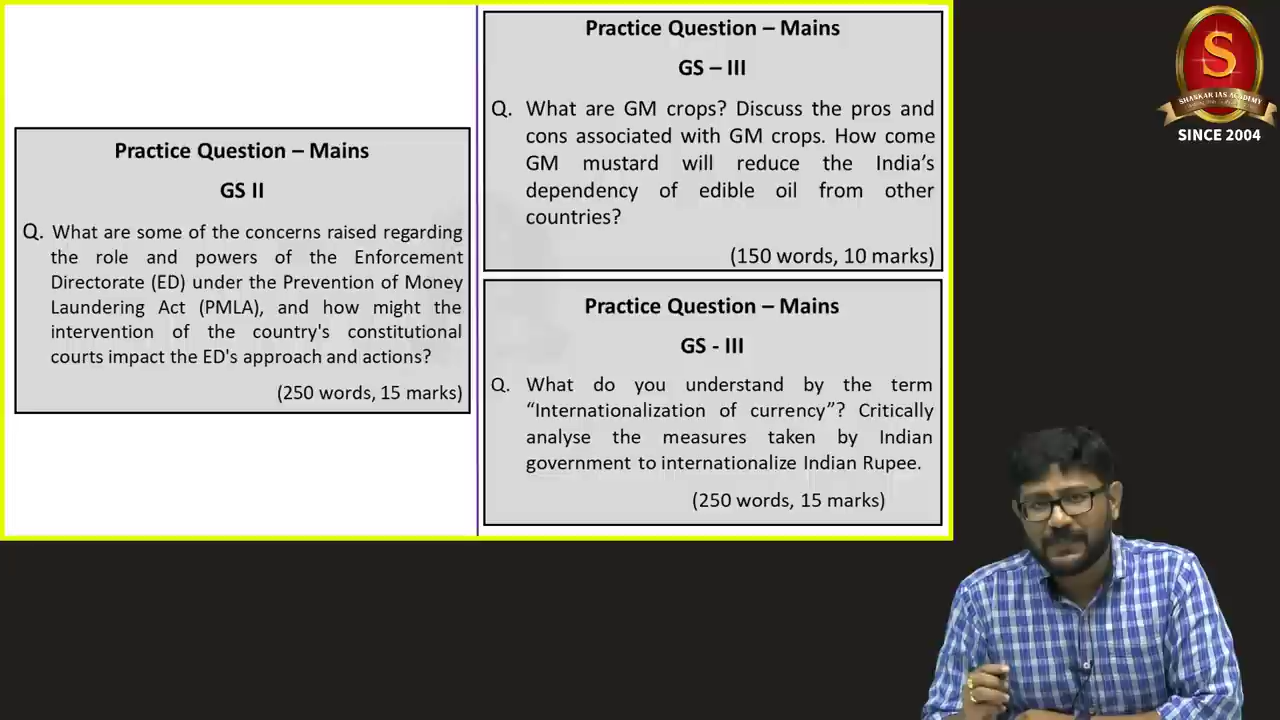 Practice Question – Mains
GS II
Q. What are some of the concerns raised regarding
the role and powers of the Enforcement
Directorate (ED) under the Prevention of Money
Laundering Act (PMLA), and how might the
intervention of the country's constitutional
courts impact the ED's approach and actions?
(250 words, 15 marks)
Practice Question – Mains
GS – III
Q. What are GM crops? Discuss the pros and
cons associated with GM crops. How come
GM mustard will reduce the India’s
dependency of edible oil from other
countries?
(150 words, 10 marks)
Practice Question – Mains
GS - III
Q. What do you understand by the term
“Internationalization of currency”? Critically
analyse the measures taken by Indian
government to internationalize Indian Rupee.
(250 words, 15 marks)
S
SHANKAR IAS ACADEMY
SINCE 2004